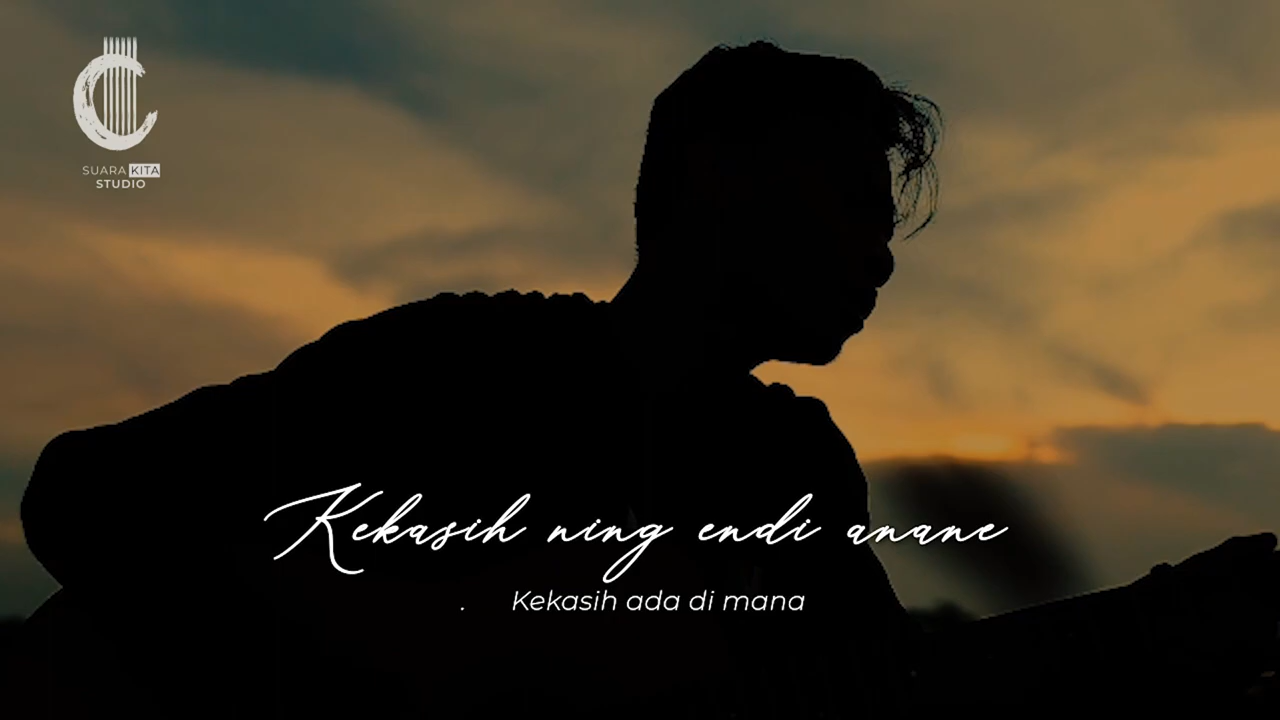 SUARA KITA
STUDIO
Kekasih ning endi anane
. Kekasih ada di mana